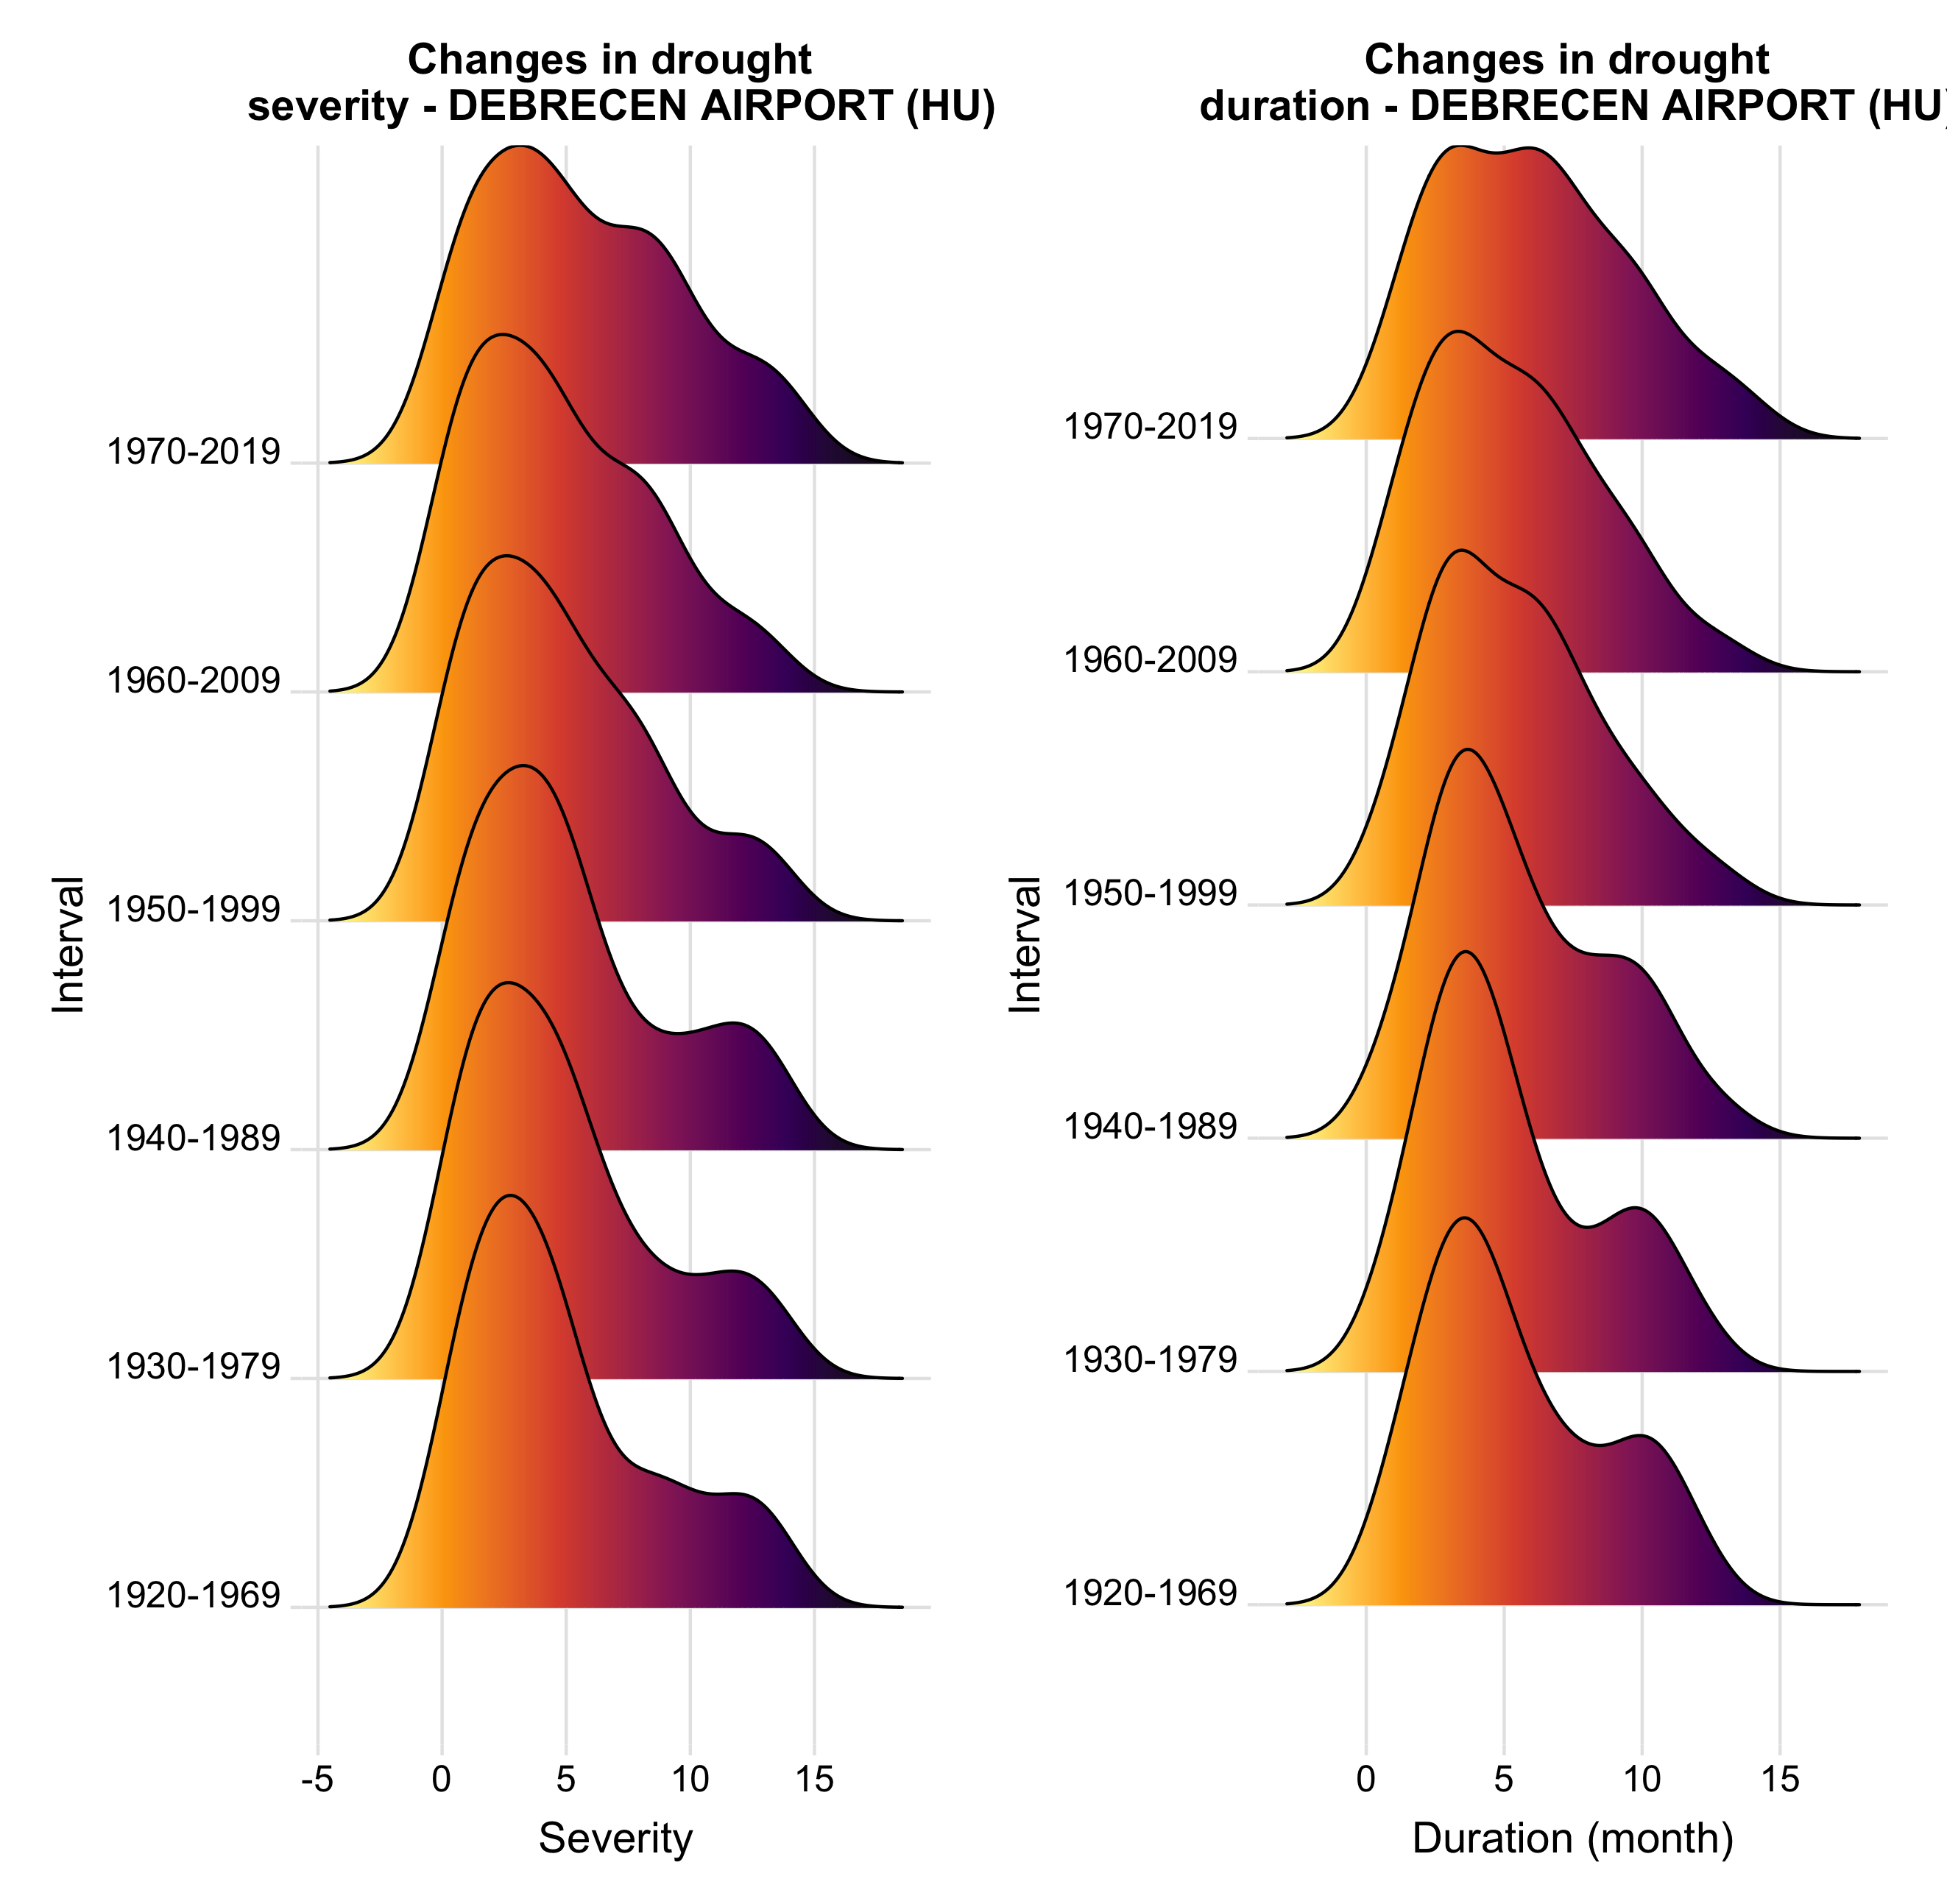 Changes in drought
severity - DEBRECEN AIRPORT (HU)
Interval
1970-2019
1960-2009
1950-1999
1940-1989
1930-1979
1920-1969
-5 0 5 10 15
Severity
Changes in drought
duration - DEBRECEN AIRPORT (HU)
Interval
1970-2019
1960-2009
1950-1999
1940-1989
1930-1979
1920-1969
0 5 10 15
Duration (month)